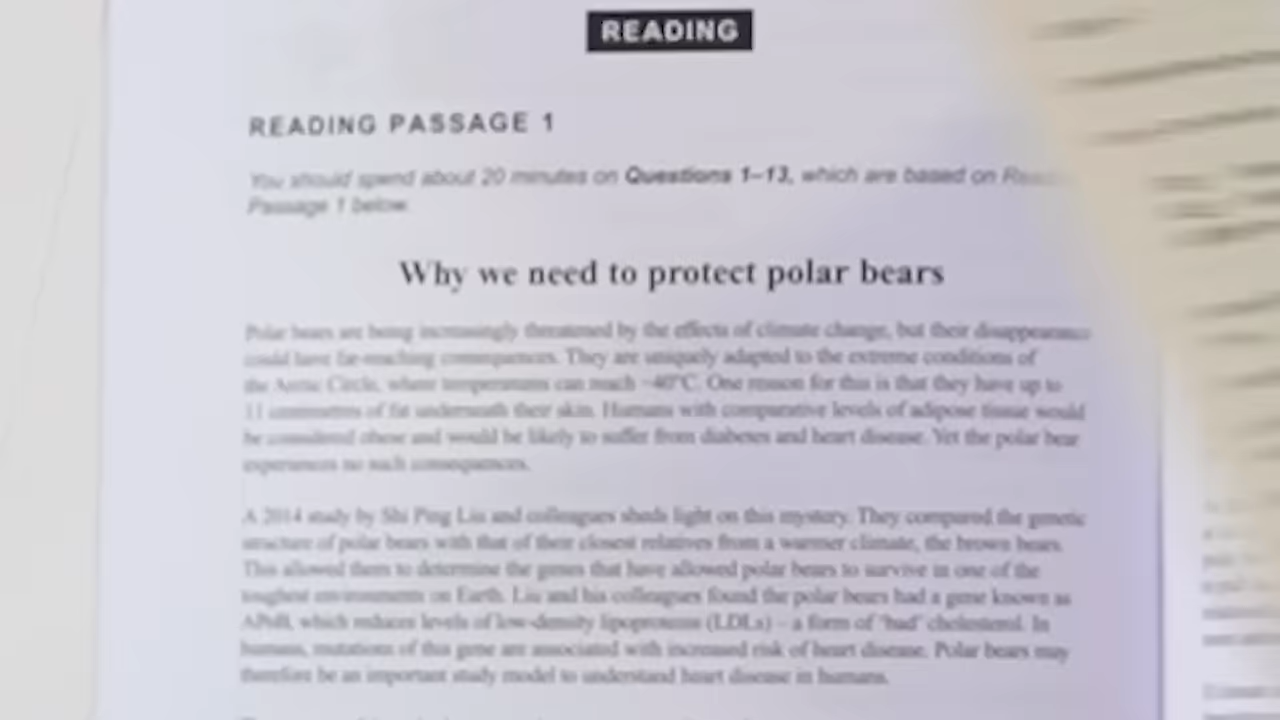 READING
READING PASSAGE 1
You should spend about 20 minutes on Questions 1–13, which are based on
Passage 1 below.
Why we need to protect polar bears
Polar bears are being increasingly threatened by the effects of climate change, but their disappearance
could have far-reaching consequences. They are uniquely adapted to the extreme conditions of
the Arctic Circle, where temperatures can reach −40°C. One reason for this is that they have up to
11 centimetres of fat underneath their skin. Humans with comparative levels of adipose tissue would
be considered obese and would be likely to suffer from diabetes and heart disease. Yet the polar bear
experiences no such consequences.
A 2014 study by Shi Ping Liu and colleagues sheds light on this mystery. They compared the genetic
structure of polar bears with that of their closest relatives from a warmer climate, the brown bears.
This allowed them to determine the genes that have allowed polar bears to survive in one of the
toughest environments on Earth. Liu and his colleagues found the polar bears had a gene known as
APoB, which reduces levels of low-density lipoproteins (LDLs) – a form of ‘bad’ cholesterol. In
humans, mutations of this gene are associated with increased risk of heart disease. Polar bears may
therefore be an important study model to understand heart disease in humans.